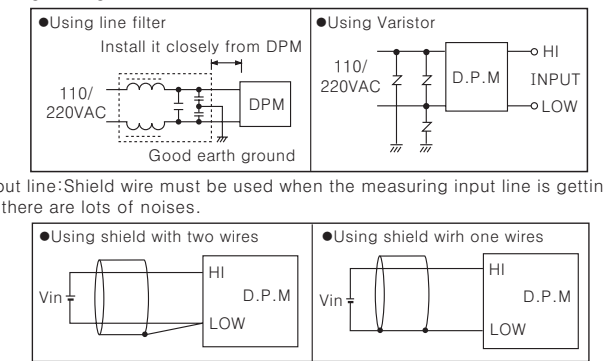 ●Using line filter
Install it closely from DPM
110/
220VAC
DPM
Good earth ground
●Using Varistor
110/
220VAC
D.P.M
HI
INPUT
LOW
line:Shield wire must be used when the measuring input line is
there are lots of noises.
●Using shield with two wires
Vin
HI
D.P.M
LOW
●Using shield wirh one wires
Vin
HI
D.P.M
LOW